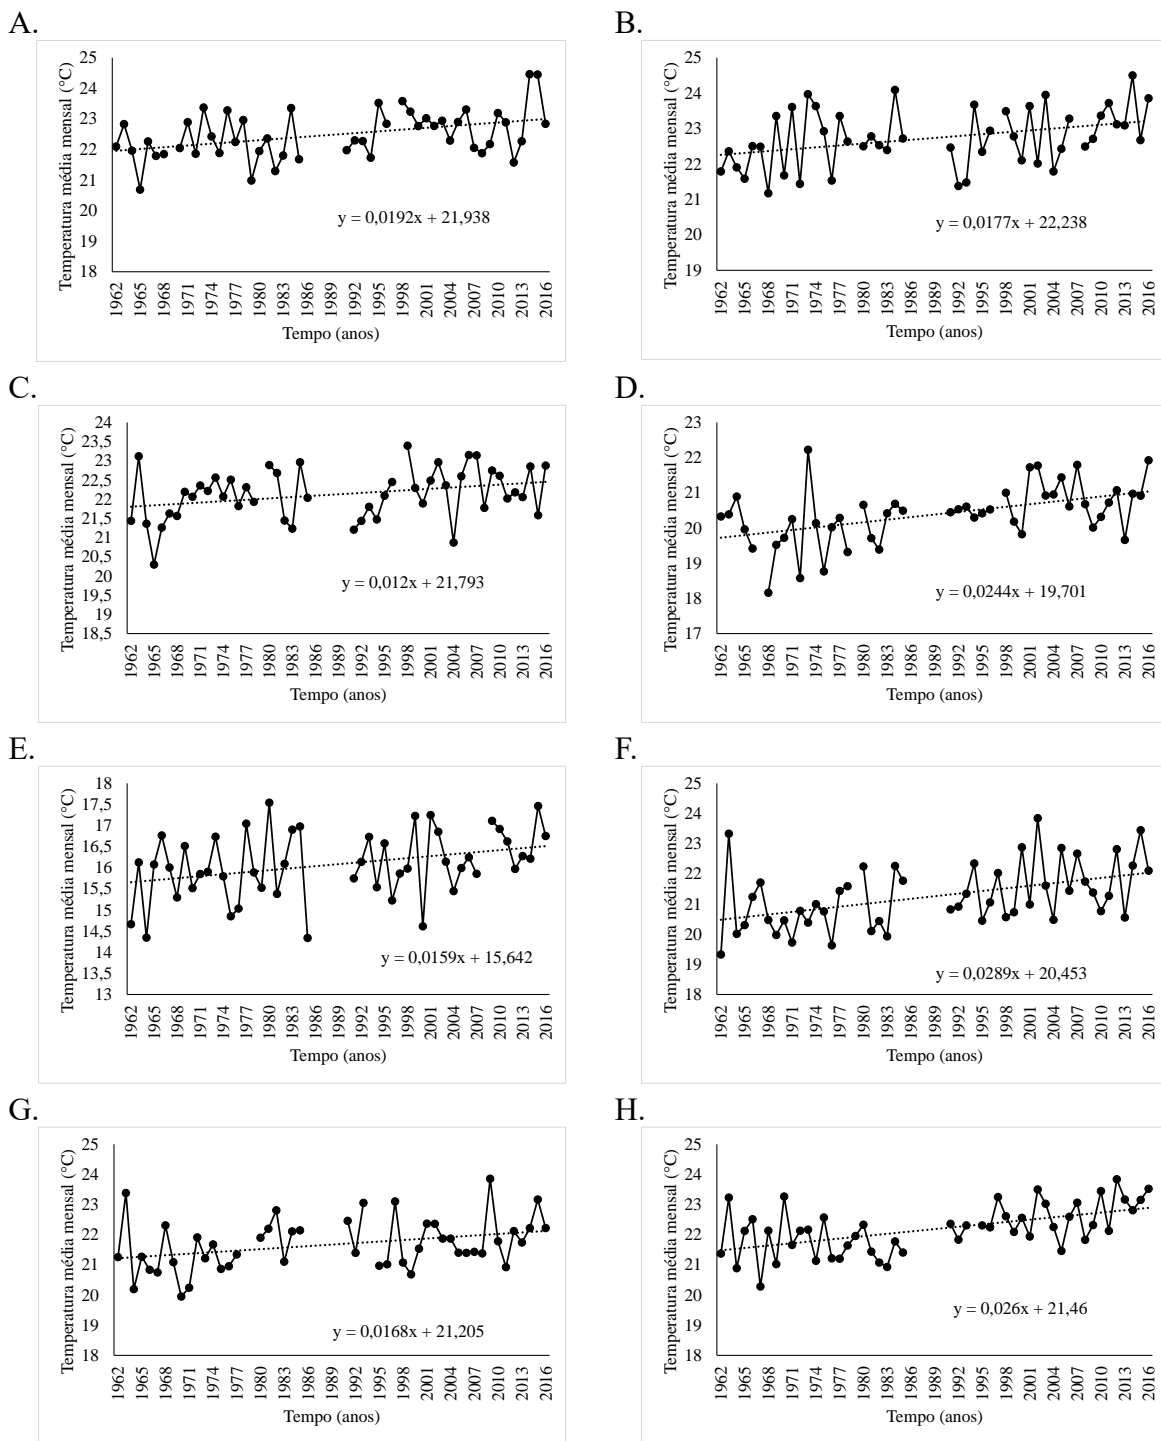 A.
Temperatura média mensal (°C)
25
24
23
22
21
20
19
18
y = 0,0192x + 21,938
1962 1965 1968 1971 1974 1977 1980 1983 1986 1989 1992 1995 1998 2001 2004 2007 2010 2013 2016
Tempo (anos)
B.
Temperatura média mensal (°C)
25
24
23
22
21
20
19
y = 0,0177x + 22,238
1962 1965 1968 1971 1974 1977 1980 1983 1986 1989 1992 1995 1998 2001 2004 2007 2010 2013 2016
Tempo (anos)
C.
Temperatura média mensal (°C)
24
23,5
23
22,5
22
21,5
21
20,5
20
19,5
19
18,5
y = 0,012x + 21,793
1962 1965 1968 1971 1974 1977 1980 1983 1986 1989 1992 1995 1998 2001 2004 2007 2010 2013 2016
Tempo (anos)
D.
Temperatura média mensal (°C)
23
22
21
20
19
18
17
y = 0,0244x + 19,701
1962 1965 1968 1971 1974 1977 1980 1983 1986 1989 1992 1995 1998 2001 2004 2007 2010 2013 2016
Tempo (anos)
E.
Temperatura média mensal (°C)
18
17,5
17
16,5
16
15,5
15
14,5
14
13,5
13
y = 0,0159x + 15,642
1962 1965 1968 1971 1974 1977 1980 1983 1986 1989 1992 1995 1998 2001 2004 2007 2010 2013 2016
Tempo (anos)
F.
Temperatura média mensal (°C)
25
24
23
22
21
20
19
18
y = 0,0289x + 20,453
1962 1965 1968 1971 1974 1977 1980 1983 1986 1989 1992 1995 1998 2001 2004 2007 2010 2013 2016
Tempo (anos)
G.
Temperatura média mensal (°C)
25
24
23
22
21
20
19
18
y = 0,0168x + 21,205
1962 1965 1968 1971 1974 1977 1980 1983 1986 1989 1992 1995 1998 2001 2004 2007 2010 2013 2016
Tempo (anos)
H.
Temperatura média mensal (°C)
25
24
23
22
21
20
19
18
y = 0,026x + 21,46
1962 1965 1968 1971 1974 1977 1980 1983 1986 1989 1992 1995 1998 2001 2004 2007 2010 2013 2016
Tempo (anos)